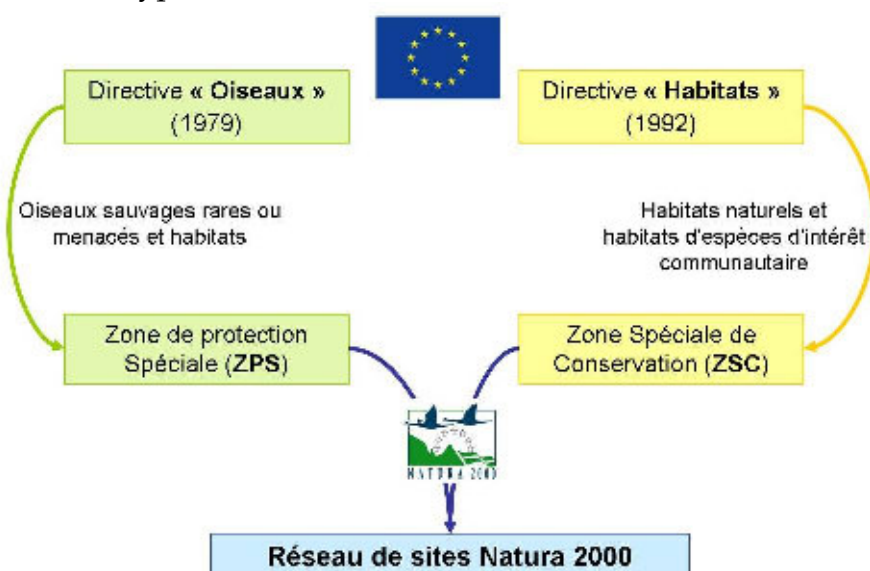 Directive « Oiseaux »
(1979)
Directive « Habitats »
(1992)
Oiseaux sauvages rares ou
menacés et habitats
Habitats naturels et
habitats d'espèces d'intérêt
communautaire
Zone de protection
Spéciale (ZPS)
Zone Spéciale de
Conservation (ZSC)
NATURA 2000
Réseau de sites Natura 2000